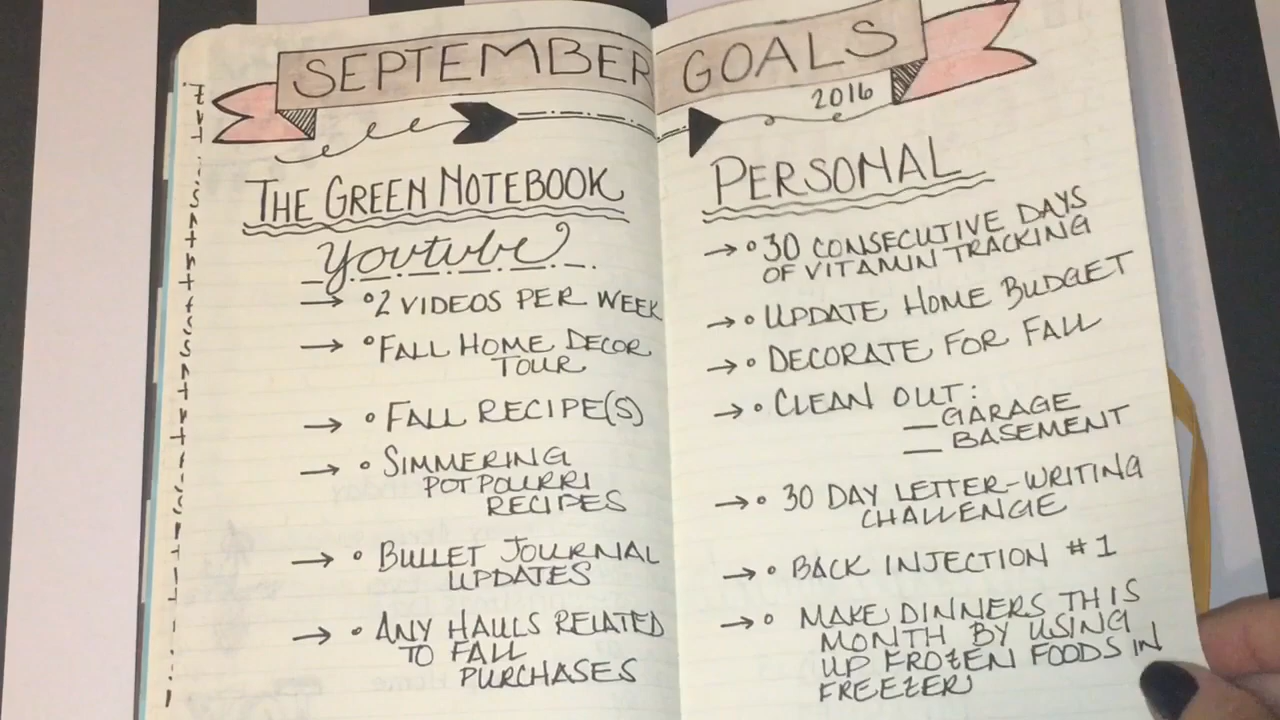 SEPTEMBER GOALS
2016
THE GREEN NOTEBOOK
Youtube
→ ° 2 VIDEOS PER WEEK
→ ° FALL HOME DECOR
TOUR
→ ° FALL RECIPE(S)
→ ° SIMMERING
POTPOURRI
RECIPES
→ ° BULLET JOURNAL
UPDATES
→ ° ANY HAULS RELATED
TO FALL
PURCHASES
PERSONAL
→ ° 30 CONSECUTIVE DAYS
OF VITAMIN TRACKING
→ ° UPDATE HOME BUDGET
→ ° DECORATE FOR FALL
→ ° CLEAN OUT:
— GARAGE
— BASEMENT
→ ° 30 DAY LETTER-WRITING
CHALLENGE
→ ° BACK INJECTION #1
→ ° MAKE DINNERS THIS
MONTH BY USING
UP FROZEN FOODS IN
FREEZER